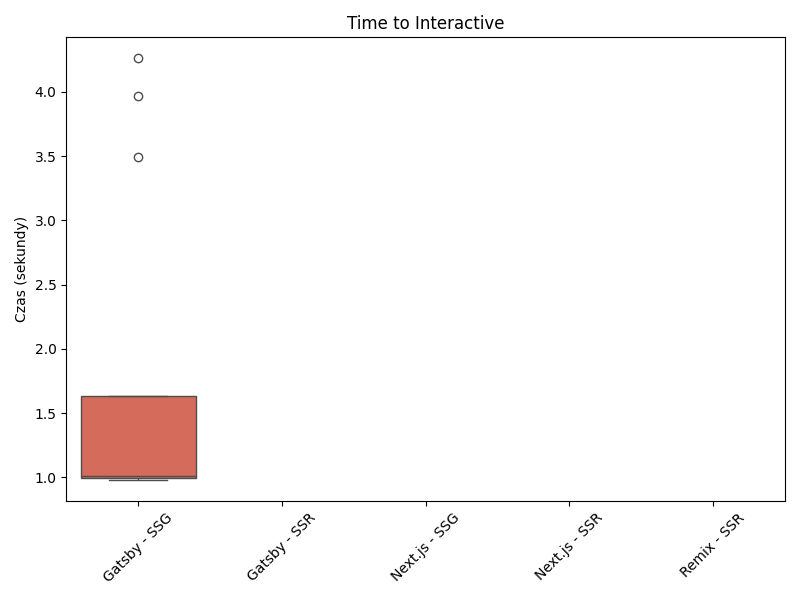 Time to Interactive
Czas (sekundy)
4.0
3.5
3.0
2.5
2.0
1.5
1.0
Gatsby - SSG
Gatsby - SSR
Next.js - SSG
Next.js - SSR
Remix - SSR